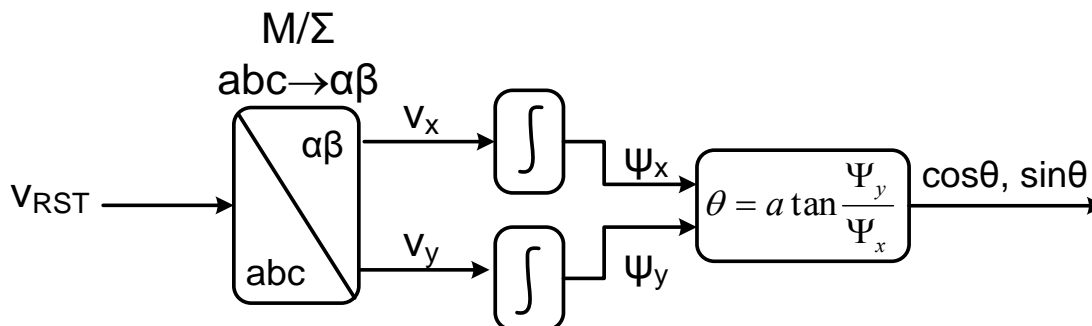 M/Σ
abc→αβ
αβ
abc
v_RST
v_x
∫
ψ_x
v_y
∫
ψ_y
θ = a tan Ψ_y / Ψ_x
cosθ, sinθ